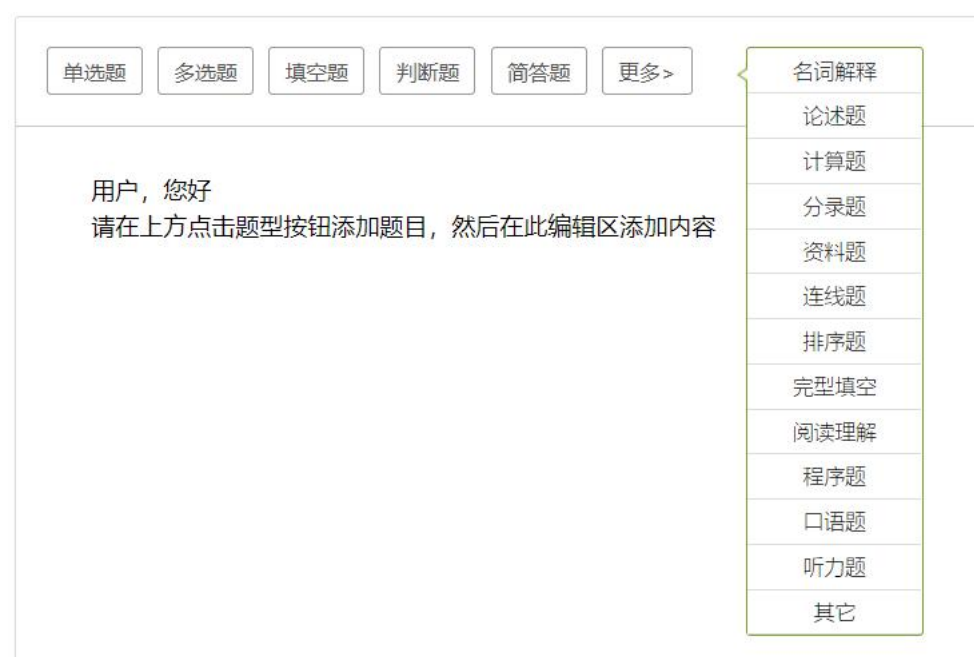 单选题 多选题 填空题 判断题 简答题 更多>
用户，您好
请在上方点击题型按钮添加题目，然后在此编辑区添加内容
名词解释
论述题
计算题
分录题
资料题
连线题
排序题
完型填空
阅读理解
程序题
口语题
听力题
其它